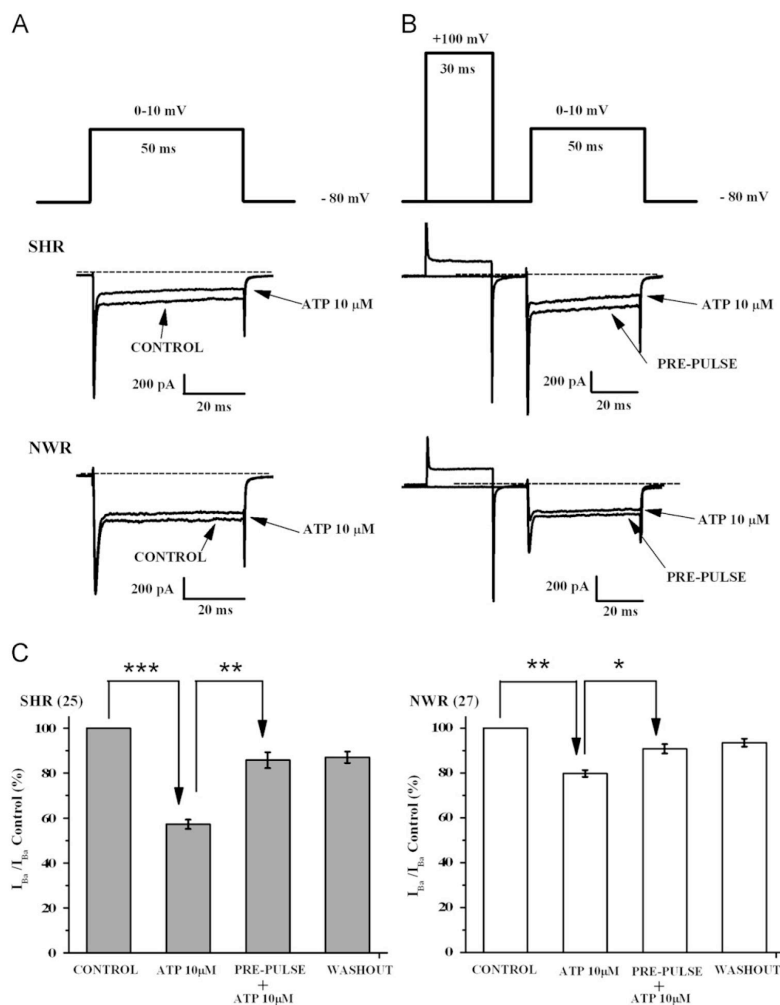 A
0-10 mV
50 ms
- 80 mV
SHR
ATP 10 µM
CONTROL
200 pA
20 ms
NWR
ATP 10 µM
CONTROL
200 pA
20 ms
B
+100 mV
30 ms
0-10 mV
50 ms
- 80 mV
ATP 10 µM
PRE-PULSE
200 pA
20 ms
ATP 10 µM
PRE-PULSE
200 pA
20 ms
C
*** **
SHR (25)
I_Ba/I_Ba Control (%)
100
80
60
40
20
0
CONTROL ATP 10µM PRE-PULSE + ATP 10µM WASHOUT
** *
NWR (27)
I_Ba/I_Ba Control (%)
100
80
60
40
20
0
CONTROL ATP 10µM PRE-PULSE + ATP 10µM WASHOUT